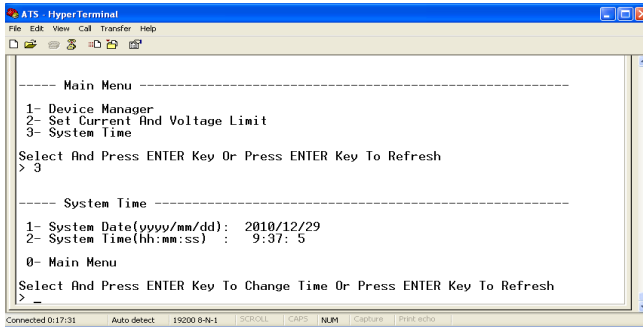 ATS - HyperTerminal
File Edit View Call Transfer Help
----- Main Menu -------------------------------------------------------
1- Device Manager
2- Set Current And Voltage Limit
3- System Time
Select And Press ENTER Key Or Press ENTER Key To Refresh
> 3
----- System Time -----------------------------------------------------
1- System Date(yyyy/mm/dd): 2010/12/29
2- System Time(hh:mm:ss) : 9:37: 5
0- Main Menu
Select And Press ENTER Key To Change Time Or Press ENTER Key To Refresh
> _
Connected 0:17:31 Auto detect 19200 8-N-1 SCROLL CAPS NUM Capture Print echo